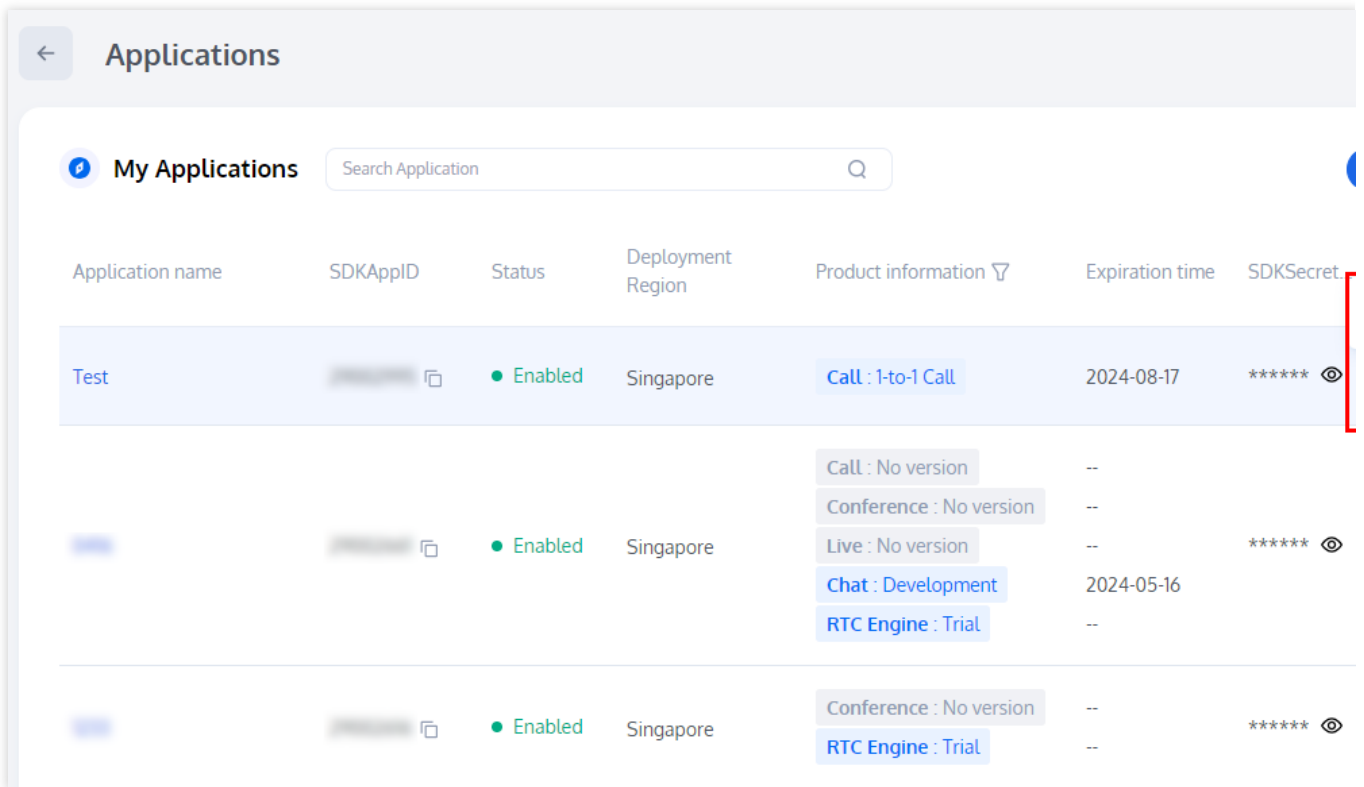 Applications
My Applications
Search Application
Application name
SDKAppID
Status
Deployment
Region
Product information
Expiration time
SDKSecret...
Test
Enabled
Singapore
Call : 1-to-1 Call
2024-08-17
******
Call : No version
--
Conference : No version
--
Enabled
Singapore
Live : No version
--
******
Chat : Development
2024-05-16
RTC Engine : Trial
--
Conference : No version
--
Enabled
Singapore
******
RTC Engine : Trial
--